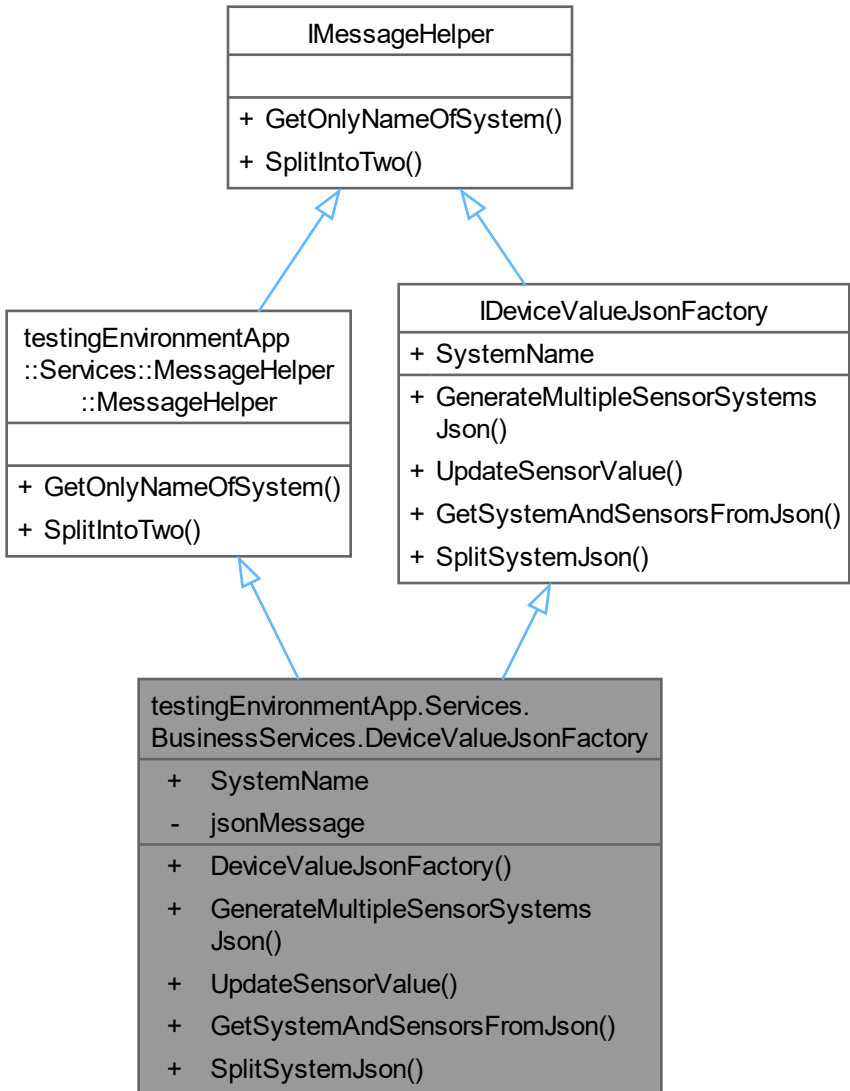 IMessageHelper
+ GetOnlyNameOfSystem()
+ SplitIntoTwo()
testingEnvironmentApp
::Services::MessageHelper
::MessageHelper
+ GetOnlyNameOfSystem()
+ SplitIntoTwo()
IDeviceValueJsonFactory
+ SystemName
+ GenerateMultipleSensorSystems
Json()
+ UpdateSensorValue()
+ GetSystemAndSensorsFromJson()
+ SplitSystemJson()
testingEnvironmentApp.Services.
BusinessServices.DeviceValueJsonFactory
+ SystemName
- jsonMessage
+ DeviceValueJsonFactory()
+ GenerateMultipleSensorSystems
Json()
+ UpdateSensorValue()
+ GetSystemAndSensorsFromJson()
+ SplitSystemJson()